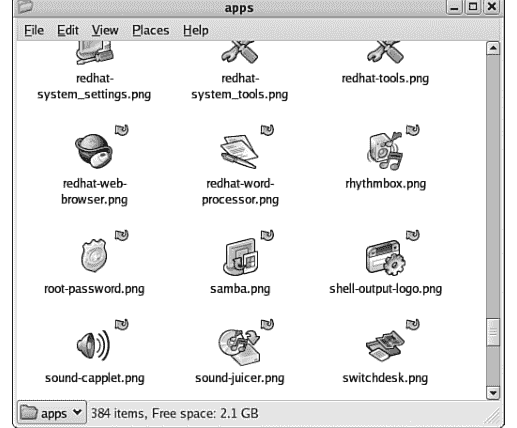 apps
File Edit View Places Help
redhat-
system_settings.png
redhat-
system_tools.png
redhat-tools.png
redhat-web-
browser.png
redhat-word-
processor.png
rhythmbox.png
root-password.png
samba.png
shell-output-logo.png
sound-capplet.png
sound-juicer.png
switchdesk.png
apps 384 items, Free space: 2.1 GB